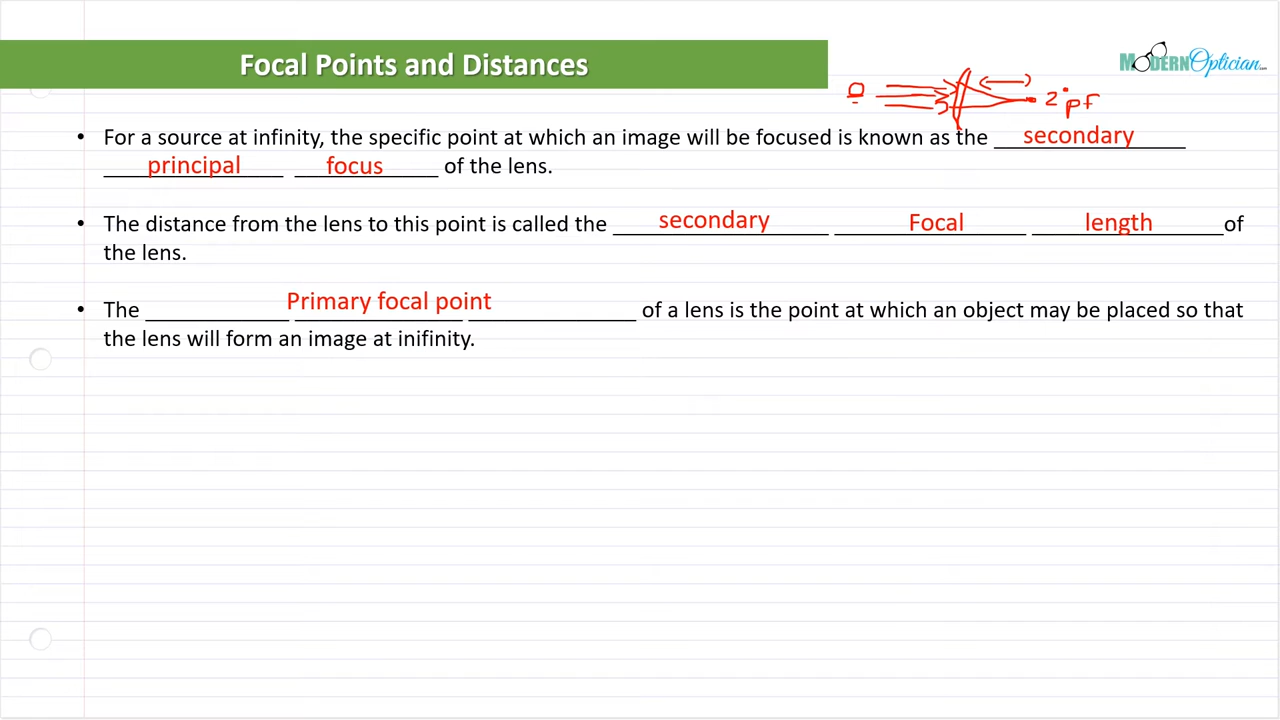 Focal Points and Distances
MODERNOptician.com
O 2° pf
• For a source at infinity, the specific point at which an image will be focused is known as the secondary
principal focus of the lens.
• The distance from the lens to this point is called the secondary Focal length of
the lens.
• The Primary focal point of a lens is the point at which an object may be placed so that
the lens will form an image at inifinity.